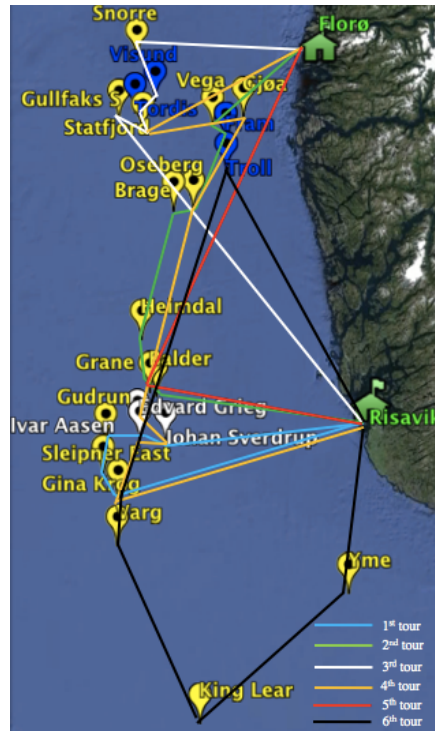 Snorre
Florø
Visund
Vega
Gjøa
Gullfaks S
Statfjord
Troll
Oseberg
Brage
Heimdal
Grane
Balder
Gudrun
Edvard Grieg
Risavik
Ivar Aasen
Johan Sverdrup
Sleipner East
Gina Krog
Varg
Yme
King Lear
1st tour
2nd tour
3rd tour
4th tour
5th tour
6th tour